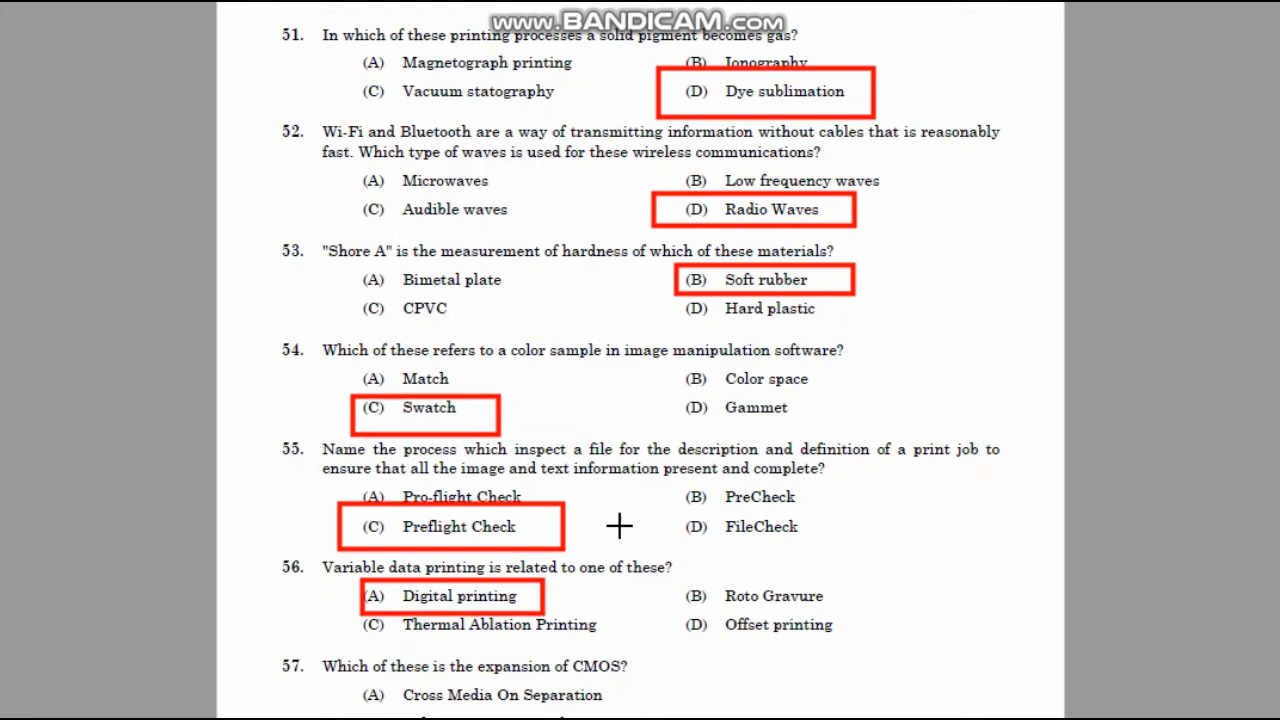 www.BANDICAM.com
51. In which of these printing processes a solid pigment becomes gas?
(A) Magnetograph printing (B) Ionography
(C) Vacuum statography (D) Dye sublimation
52. Wi-Fi and Bluetooth are a way of transmitting information without cables that is reasonably
fast. Which type of waves is used for these wireless communications?
(A) Microwaves (B) Low frequency waves
(C) Audible waves (D) Radio Waves
53. "Shore A" is the measurement of hardness of which of these materials?
(A) Bimetal plate (B) Soft rubber
(C) CPVC (D) Hard plastic
54. Which of these refers to a color sample in image manipulation software?
(A) Match (B) Color space
(C) Swatch (D) Gammet
55. Name the process which inspect a file for the description and definition of a print job to
ensure that all the image and text information present and complete?
(A) Pro-flight Check (B) PreCheck
(C) Preflight Check (D) FileCheck
56. Variable data printing is related to one of these?
(A) Digital printing (B) Roto Gravure
(C) Thermal Ablation Printing (D) Offset printing
57. Which of these is the expansion of CMOS?
(A) Cross Media On Separation